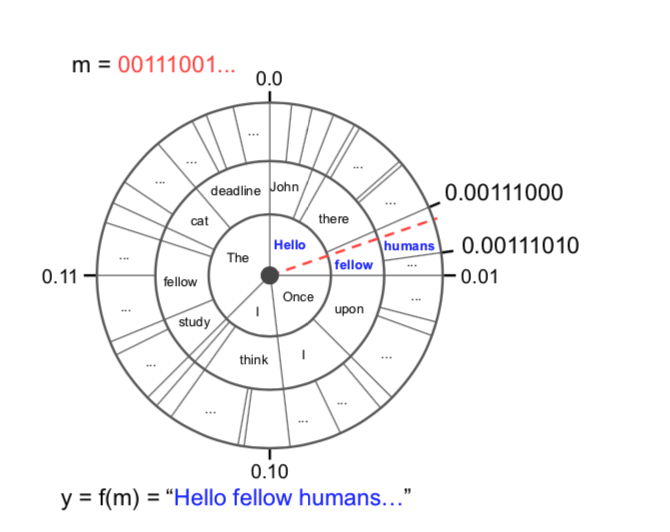 m = 00111001...
0.0
...
...
John
...
deadline
...
there
...
0.00111000
cat
Hello
humans
0.00111010
...
The
fellow
...
0.11
fellow
Once
0.01
...
I
upon
...
study
think
I
...
...
...
...
...
0.10
y = f(m) = “Hello fellow humans...”